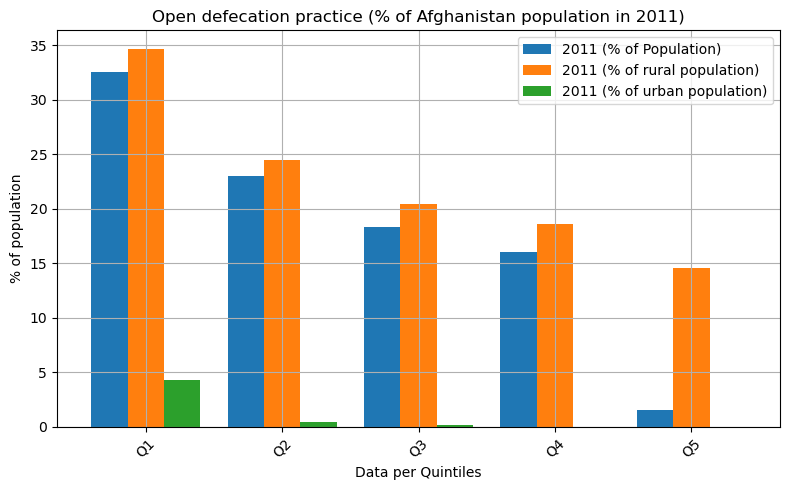 Open defecation practice (% of Afghanistan population in 2011)
2011 (% of Population)
2011 (% of rural population)
2011 (% of urban population)
% of population
35
30
25
20
15
10
5
0
Q1 Q2 Q3 Q4 Q5
Data per Quintiles